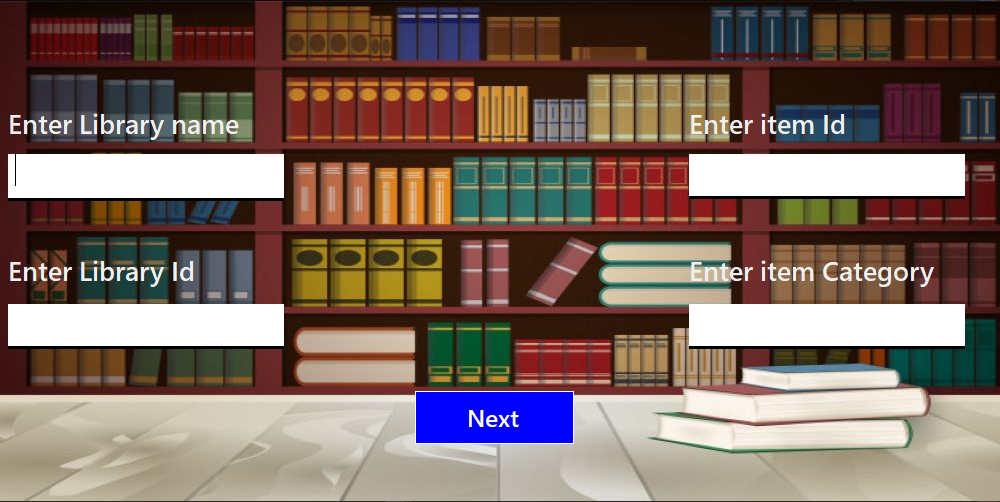 Enter Library name
Enter item Id
Enter Library Id
Enter item Category
Next